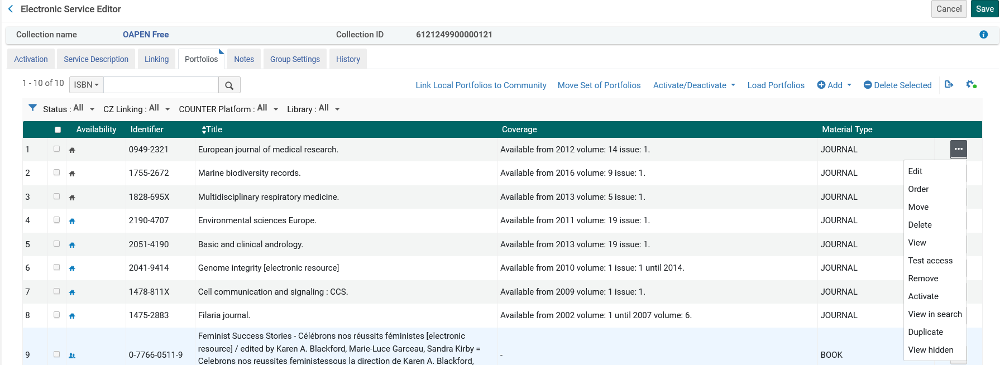 Electronic Service Editor
Cancel Save
Collection name OAPEN Free Collection ID 6121249900000121
Activation Service Description Linking Portfolios Notes Group Settings History
1 - 10 of 10 ISBN Link Local Portfolios to Community Move Set of Portfolios Activate/Deactivate Load Portfolios Add Delete Selected
Status : All CZ Linking : All COUNTER Platform : All Library : All
Availability Identifier Title Coverage Material Type
1 0949-2321 European journal of medical research. Available from 2012 volume: 14 issue: 1. JOURNAL
2 1755-2672 Marine biodiversity records. Available from 2016 volume: 9 issue: 1. JOURNAL
3 1828-695X Multidisciplinary respiratory medicine. Available from 2013 volume: 5 issue: 1. JOURNAL
4 2190-4707 Environmental sciences Europe. Available from 2011 volume: 19 issue: 1. JOURNAL
5 2051-4190 Basic and clinical andrology. Available from 2013 volume: 19 issue: 1. JOURNAL
6 2041-9414 Genome integrity [electronic resource] Available from 2010 volume: 1 issue: 1 until 2014. JOURNAL
7 1478-811X Cell communication and signaling : CCS. Available from 2009 volume: 1 issue: 1. JOURNAL
8 1475-2883 Filaria journal. Available from 2002 volume: 1 until 2007 volume: 6. JOURNAL
Feminist Success Stories - Célébrons nos réussits féministes [electronic
resource] / edited by Karen A. Blackford, Marie-Luce Garceau, Sandra Kirby =
9 0-7766-0511-9 - BOOK
Celebrons nos reussites feministessous la direction de Karen A. Blackford,
Edit
Order
Move
Delete
View
Test access
Remove
Activate
View in search
Duplicate
View hidden